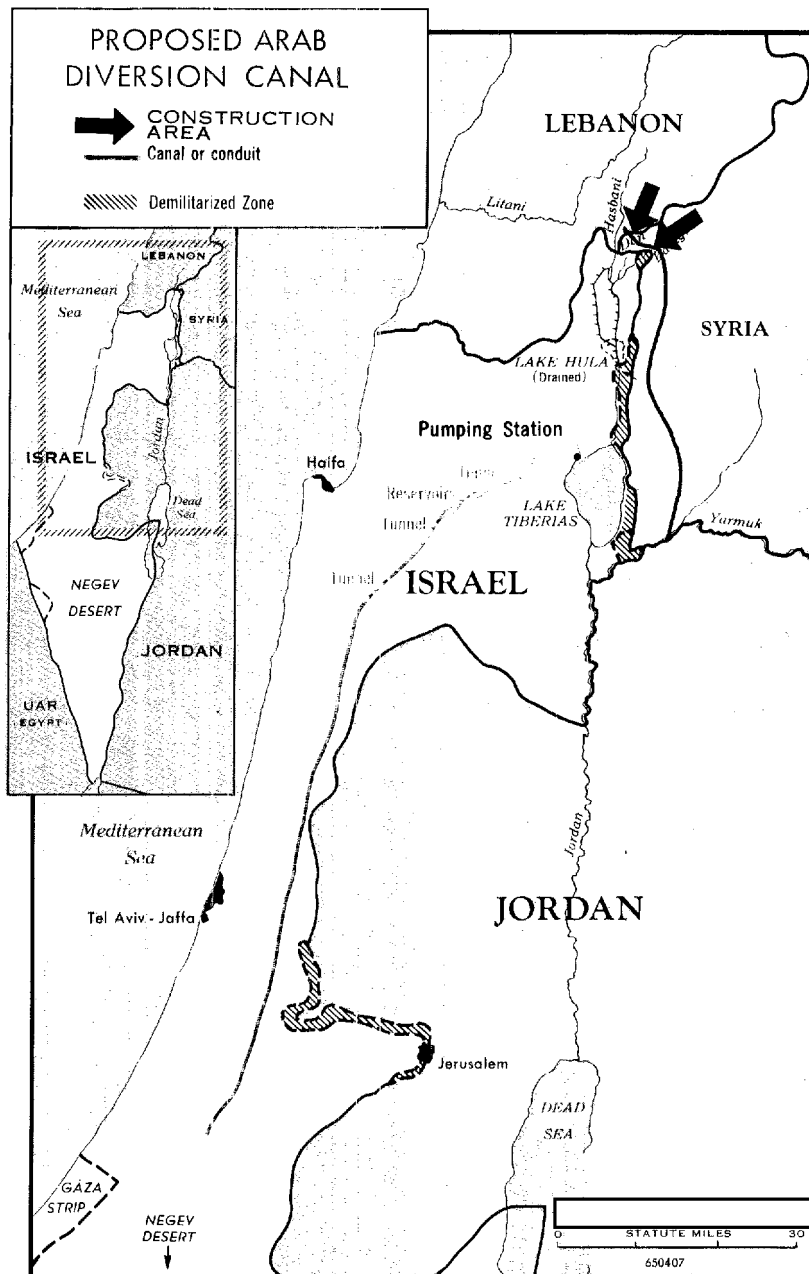 PROPOSED ARAB
DIVERSION CANAL
CONSTRUCTION
AREA
Canal or conduit
Demilitarized Zone
LEBANON
Mediterranean
Sea
SYRIA
ISRAEL
Jordan
Dead
Sea
NEGEV
DESERT
JORDAN
UAR
EGYPT
LEBANON
Litani
Hasbani
SYRIA
LAKE HULA
(Drained)
Pumping Station
Haifa
Reservoir
Tunnel
LAKE
TIBERIAS
Yarmuk
Tunnel
ISRAEL
Mediterranean
Sea
Jordan
JORDAN
Tel Aviv - Jaffa
Jerusalem
DEAD
SEA
GAZA
STRIP
NEGEV
DESERT
0 STATUTE MILES 30
650407